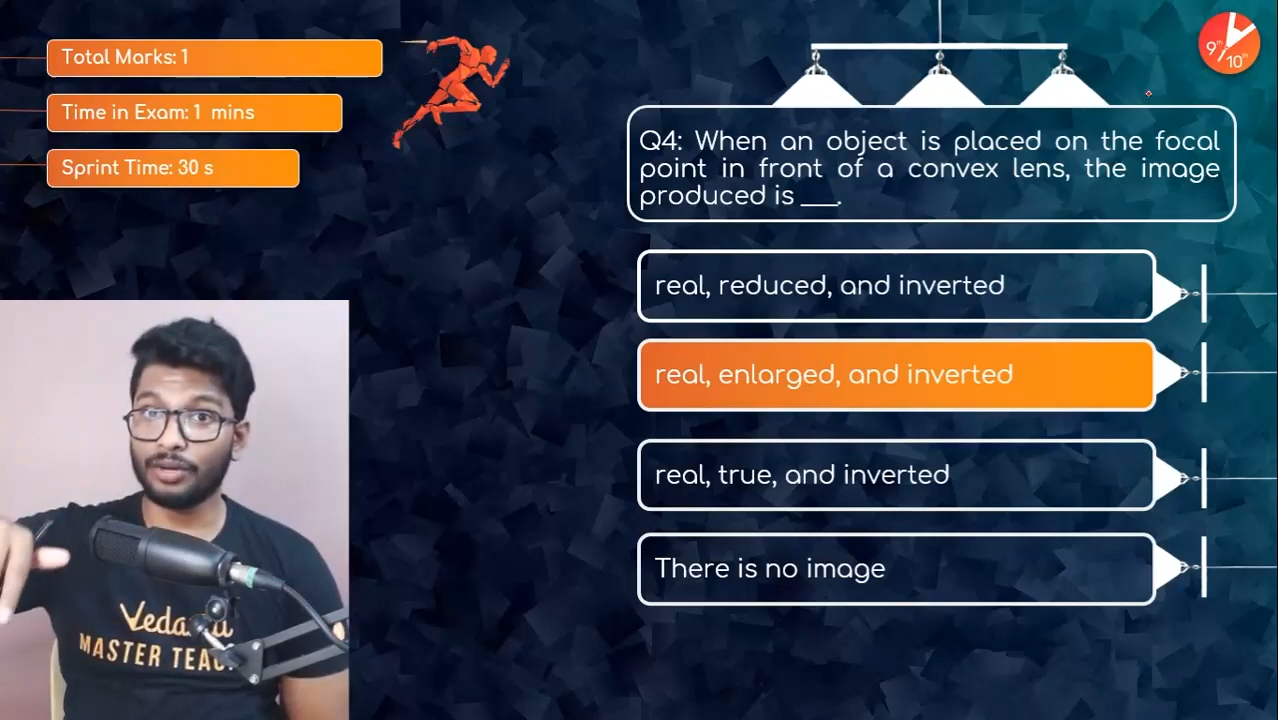 Total Marks: 1
Time in Exam: 1 mins
Sprint Time: 30 s
9th
10th
Q4: When an object is placed on the focal
point in front of a convex lens, the image
produced is ___.
real, reduced, and inverted
real, enlarged, and inverted
real, true, and inverted
There is no image
MASTER